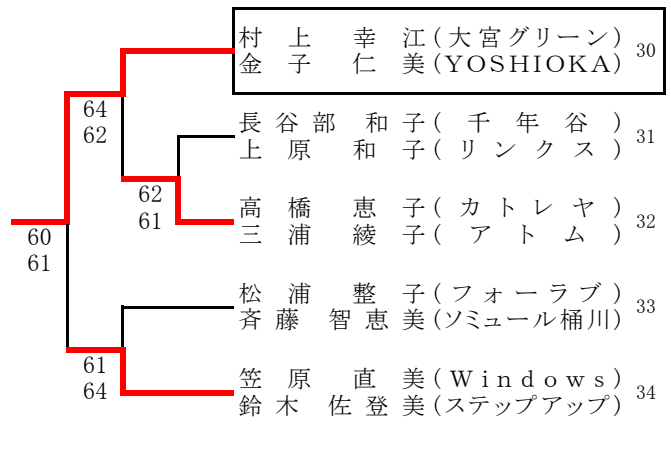 村上 幸江(大宮グリーン) 30
金子 仁美(YOSHIOKA)
64
62
長谷部 和子(千年谷) 31
上原 和子(リンクス)
62
61
高橋 恵子(カトレヤ) 32
三浦 綾子(アトム)
60
61
松浦 整子(フォーラブ) 33
斉藤 智恵美(ソミュール桶川)
61
64
笠原 直美(Windows) 34
鈴木 佐登美(ステップアップ)